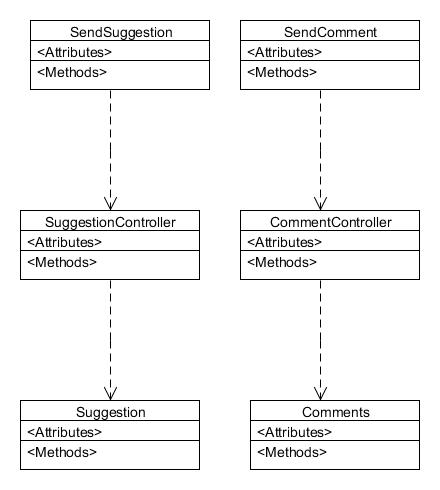 SendSuggestion
<Attributes>
<Methods>
SendComment
<Attributes>
<Methods>
SuggestionController
<Attributes>
<Methods>
CommentController
<Attributes>
<Methods>
Suggestion
<Attributes>
<Methods>
Comments
<Attributes>
<Methods>